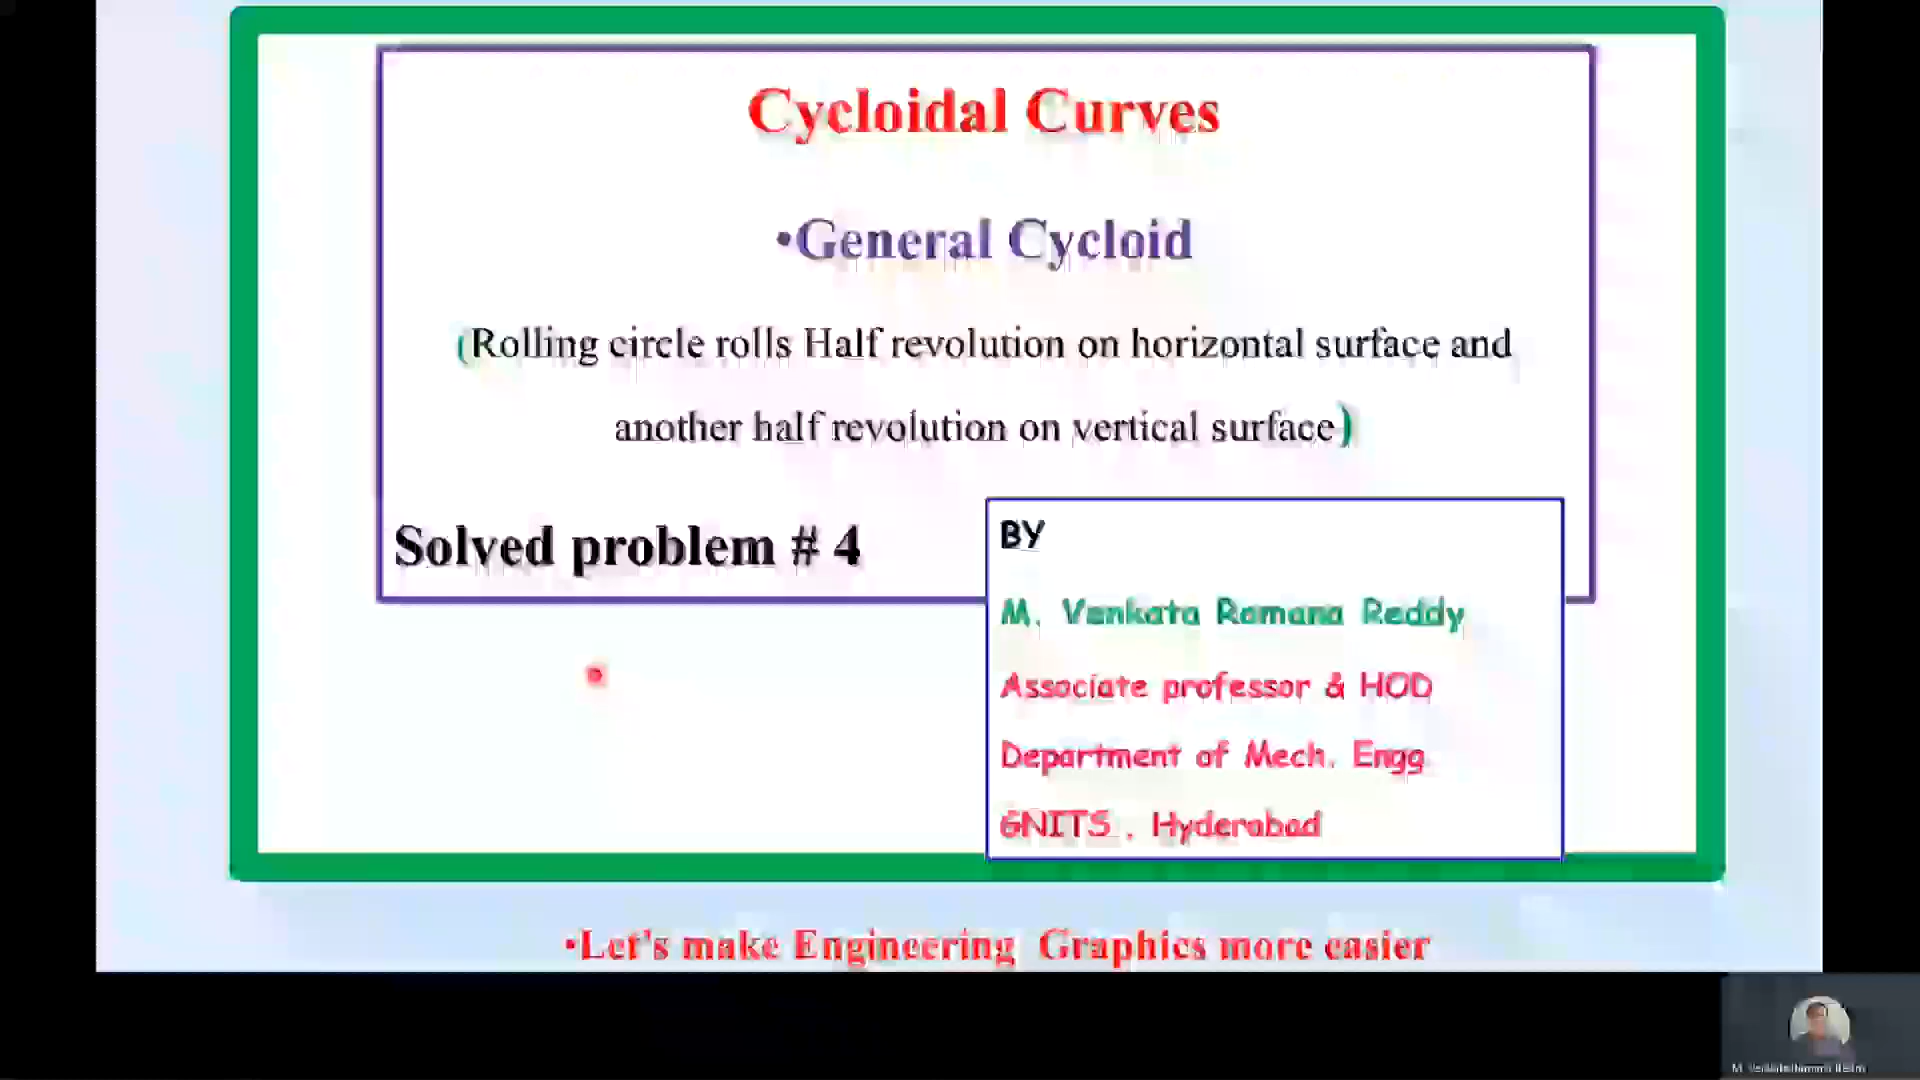 Cycloidal Curves
•General Cycloid
(Rolling circle rolls Half revolution on horizontal surface and
another half revolution on vertical surface)
Solved problem # 4
BY
M. Venkata Ramana Reddy
Associate professor & HOD
Department of Mech. Engg.
GNITS , Hyderabad
•Let's make Engineering Graphics more easier